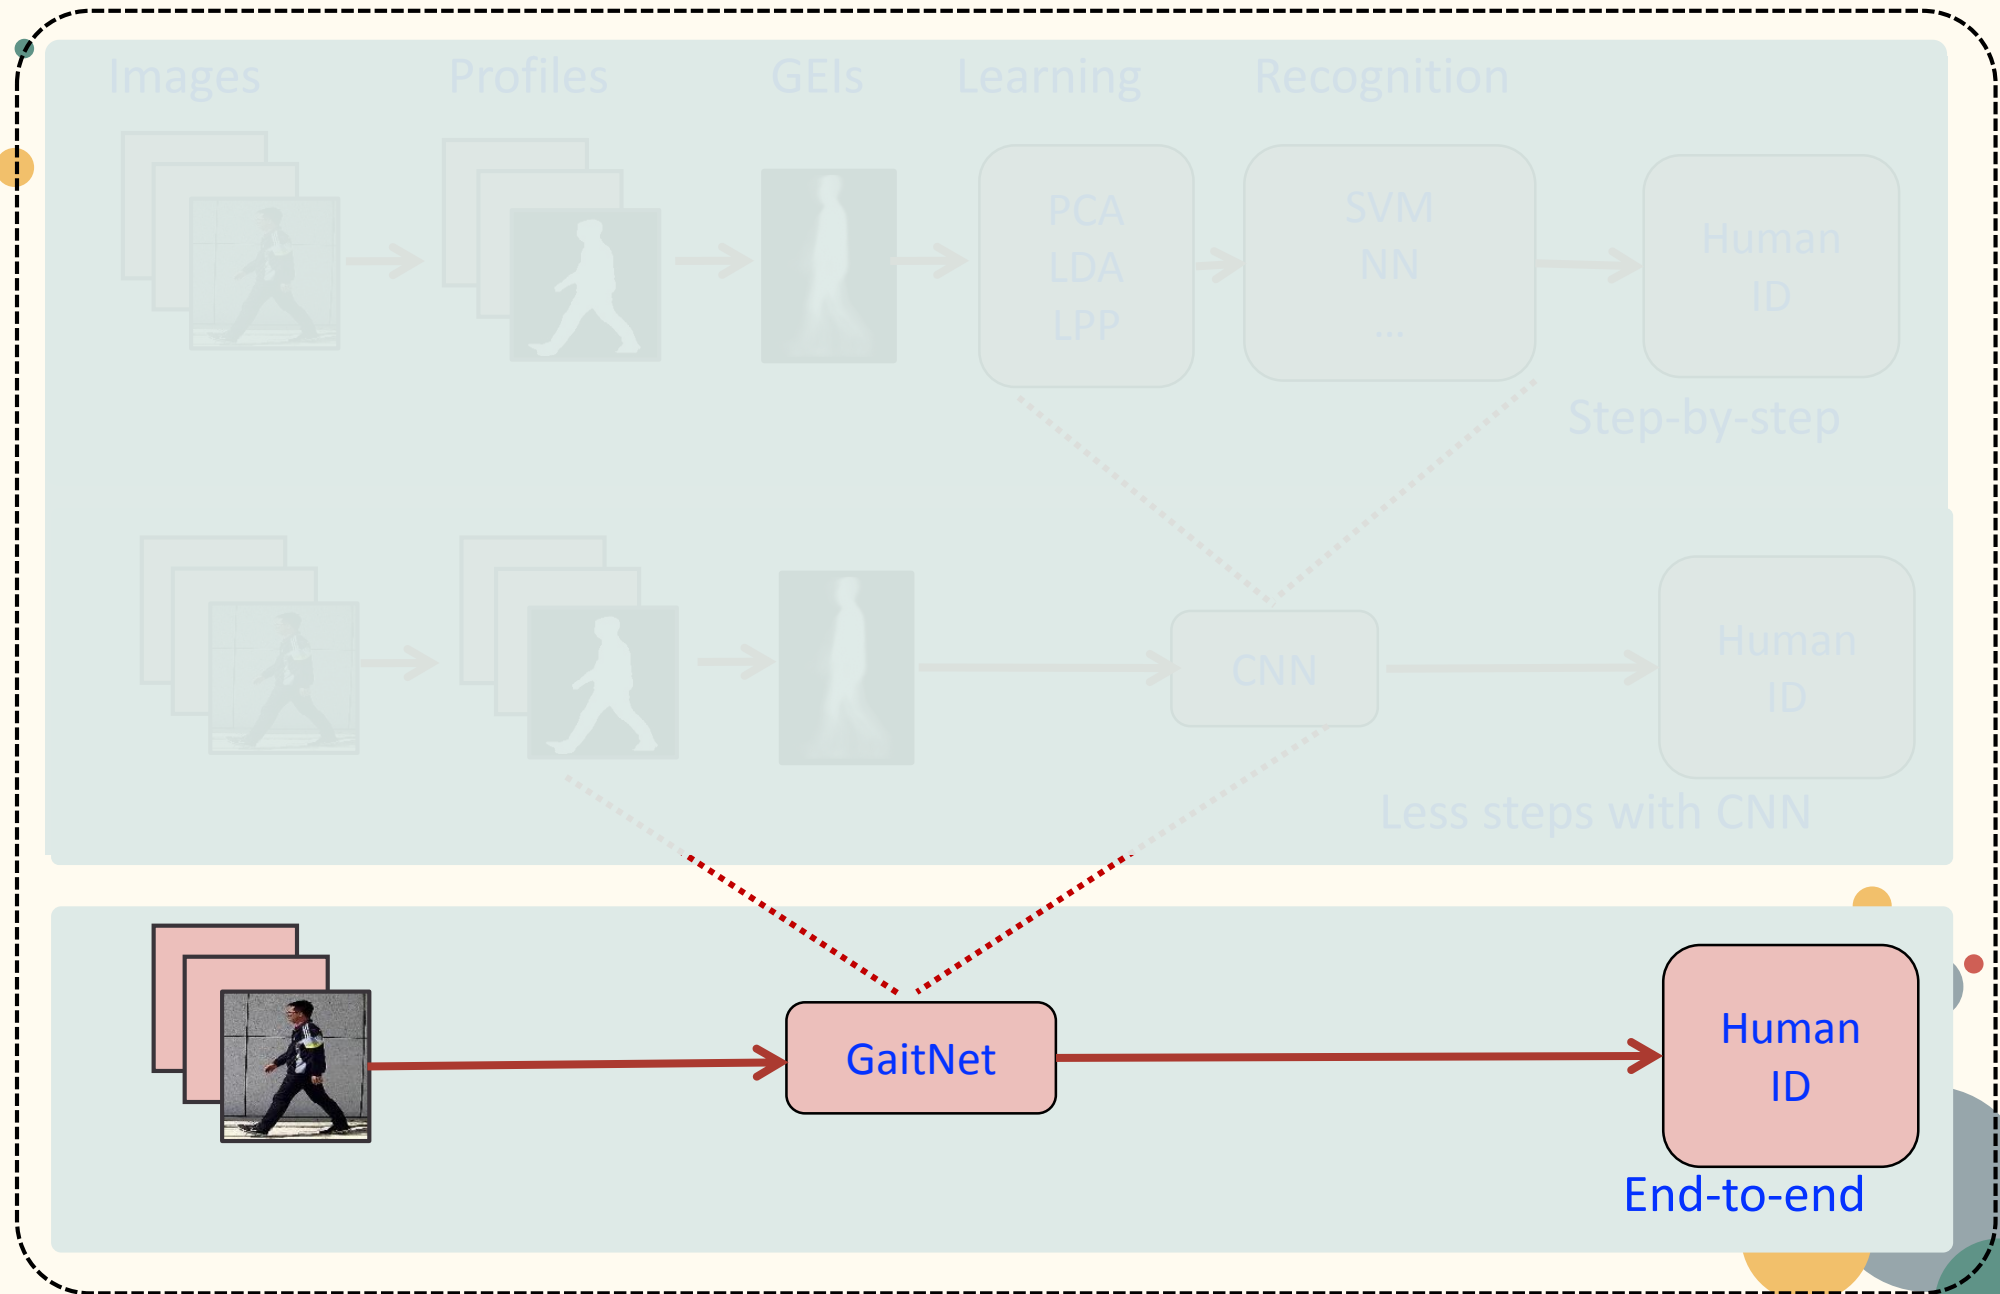 Images Profiles GEIs Learning Recognition
PCA
LDA
LPP
SVM
NN
...
Human
ID
Step-by-step
CNN
Human
ID
Less steps with CNN
GaitNet
Human
ID
End-to-end